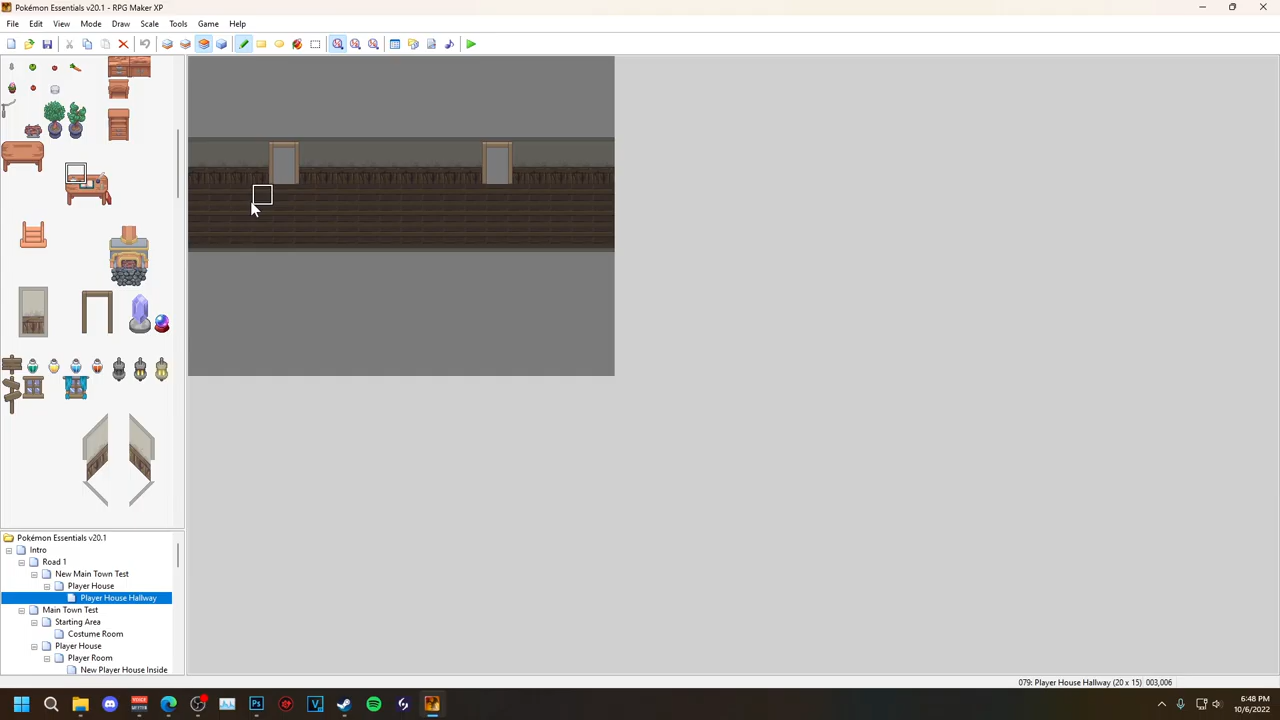 Pokémon Essentials v20.1 - RPG Maker XP
File Edit View Mode Draw Scale Tools Game Help
Pokémon Essentials v20.1
Intro
Road 1
New Main Town Test
Player House
Player House Hallway
Main Town Test
Starting Area
Costume Room
Player House
Player Room
New Player House Inside
079: Player House Hallway (20 x 15) 003,006
6:48 PM
10/6/2022